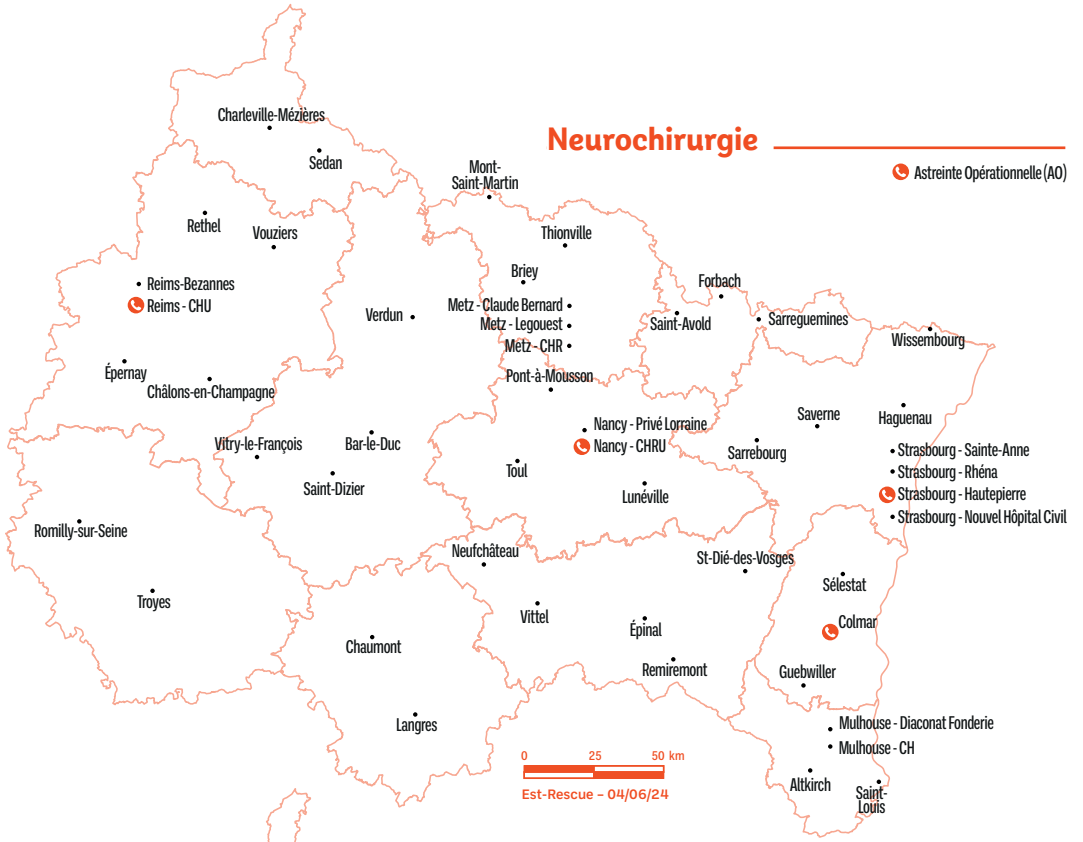 Neurochirurgie
Astreinte Opérationnelle (AO)
Charleville-Mézières
Sedan
Mont-
Saint-Martin
Rethel
Vouziers
Thionville
Briey
Forbach
Reims-Bezannes
Reims - CHU
Verdun
Metz - Claude Bernard
Metz - Legouest
Metz - CHR
Saint-Avold
Sarreguemines
Wissembourg
Épernay
Châlons-en-Champagne
Pont-à-Mousson
Vitry-le-François
Bar-le-Duc
Nancy - Privé Lorraine
Nancy - CHRU
Saverne
Haguenau
Sarrebourg
Strasbourg - Sainte-Anne
Strasbourg - Rhéna
Strasbourg - Hautepierre
Strasbourg - Nouvel Hôpital Civil
Toul
Saint-Dizier
Lunéville
Romilly-sur-Seine
Neufchâteau
St-Dié-des-Vosges
Sélestat
Troyes
Vittel
Épinal
Colmar
Chaumont
Remiremont
Guebwiller
Langres
Mulhouse - Diaconat Fonderie
Mulhouse - CH
Altkirch
Saint-
Louis
0 25 50 km
Est-Rescue – 04/06/24